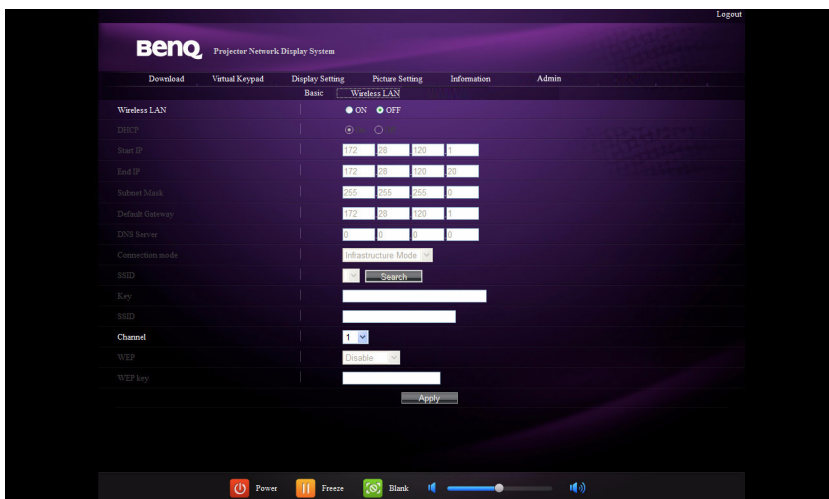 Logout
BenQ Projector Network Display System
Download Virtual Keypad Display Setting Picture Setting Information Admin
Basic Wireless LAN
Wireless LAN ON OFF
DHCP
Start IP 172 .28 .120 .1
End IP 172 .28 .120 .20
Subnet Mask 255 .255 .255 .0
Default Gateway 172 .28 .120 .1
DNS Server 0 .0 .0 .0
Connection mode Infrastructure Mode
SSID Search
Key
SSID
Channel 1
WEP Disable
WEP key
Apply
Power Freeze Blank